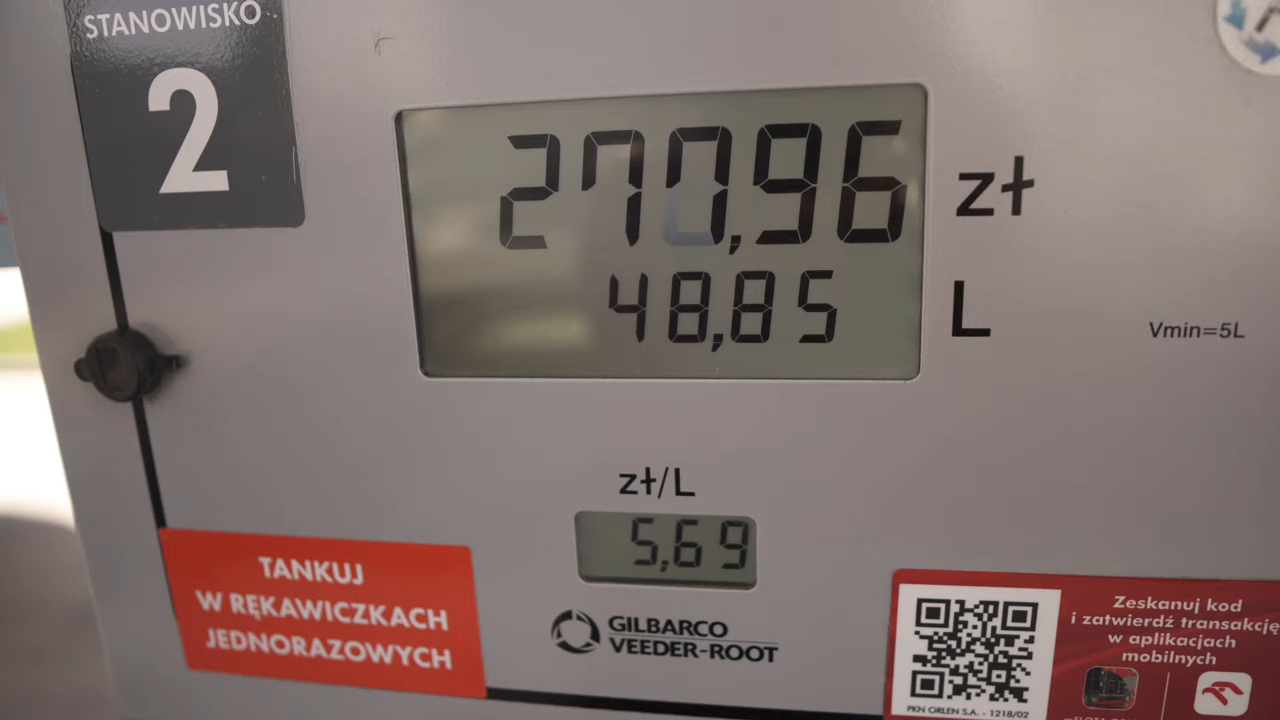 STANOWISKO
2
277,96 zł
48,85 L
Vmin=5L
zł/L
5,69
TANKUJ
W RĘKAWICZKACH
JEDNORAZOWYCH
GILBARCO
VEEDER-ROOT
Zeskanuj kod
i zatwierdź transakcję
w aplikacjach
mobilnych
PKN ORLEN S.A. - 1218/02